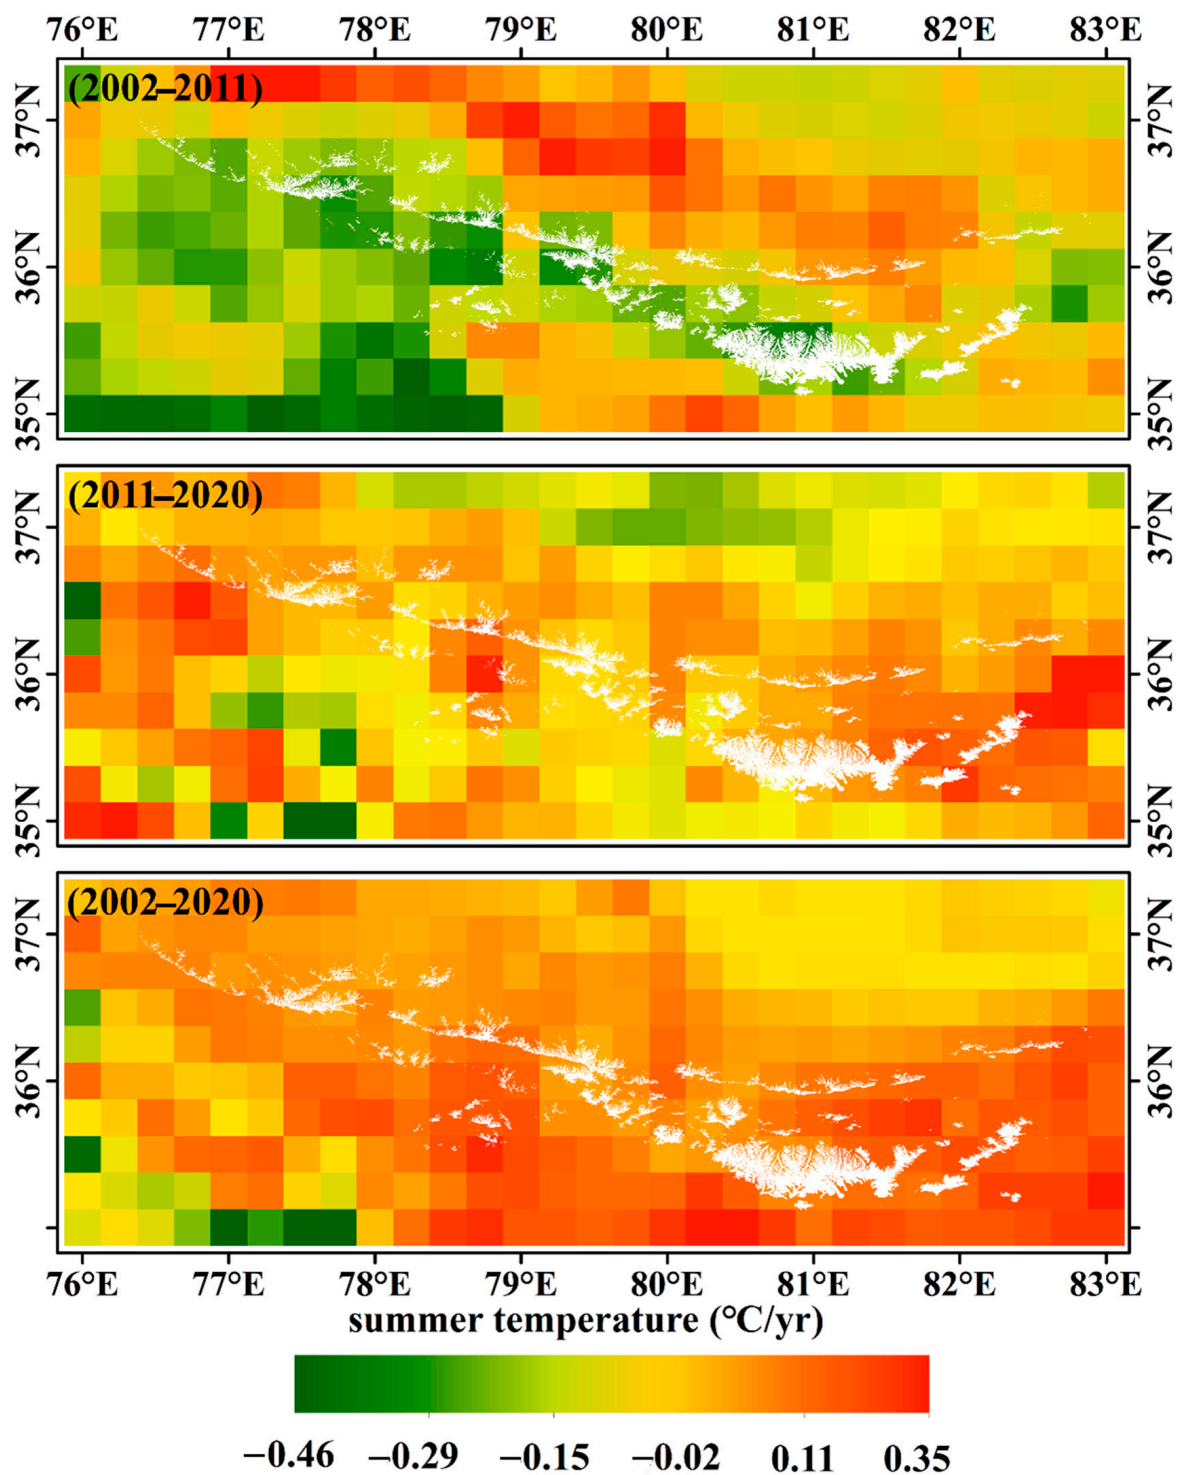 76°E 77°E 78°E 79°E 80°E 81°E 82°E 83°E
(2002–2011)
37°N 37°N
36°N 36°N
35°N 35°N
(2011–2020)
37°N 37°N
36°N 36°N
35°N 35°N
(2002–2020)
37°N 37°N
36°N 36°N
76°E 77°E 78°E 79°E 80°E 81°E 82°E 83°E
summer temperature (°C/yr)
−0.46 −0.29 −0.15 −0.02 0.11 0.35